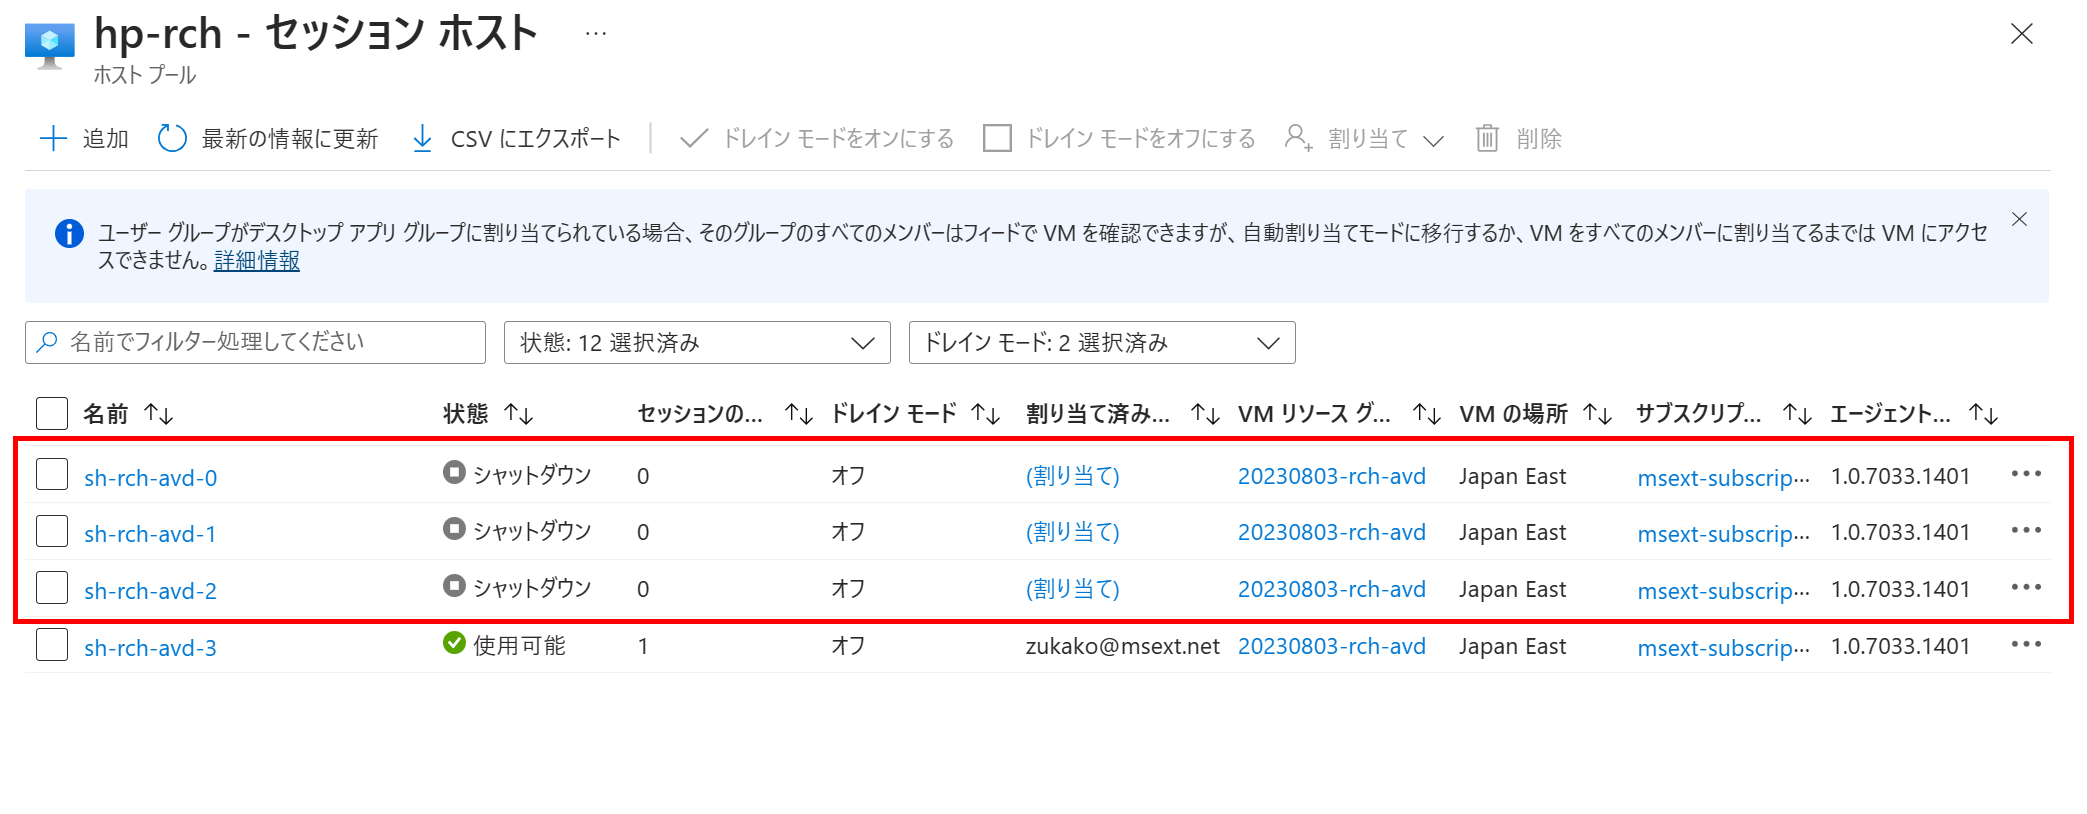 hp-rch - セッション ホスト ...
ホスト プール
追加 最新の情報に更新 CSV にエクスポート ドレイン モードをオンにする ドレイン モードをオフにする 割り当て 削除
ユーザー グループがデスクトップ アプリ グループに割り当てられている場合、そのグループのすべてのメンバーはフィードで VM を確認できますが、自動割り当てモードに移行するか、VM をすべてのメンバーに割り当てるまでは VM にアクセ
スできません。詳細情報
名前でフィルター処理してください 状態: 12 選択済み ドレイン モード: 2 選択済み
名前 状態 セッションの... ドレイン モード 割り当て済み... VM リソース グ... VM の場所 サブスクリプ... エージェント...
sh-rch-avd-0 シャットダウン 0 オフ (割り当て) 20230803-rch-avd Japan East msext-subscrip... 1.0.7033.1401
sh-rch-avd-1 シャットダウン 0 オフ (割り当て) 20230803-rch-avd Japan East msext-subscrip... 1.0.7033.1401
sh-rch-avd-2 シャットダウン 0 オフ (割り当て) 20230803-rch-avd Japan East msext-subscrip... 1.0.7033.1401
sh-rch-avd-3 使用可能 1 オフ zukako@msext.net 20230803-rch-avd Japan East msext-subscrip... 1.0.7033.1401